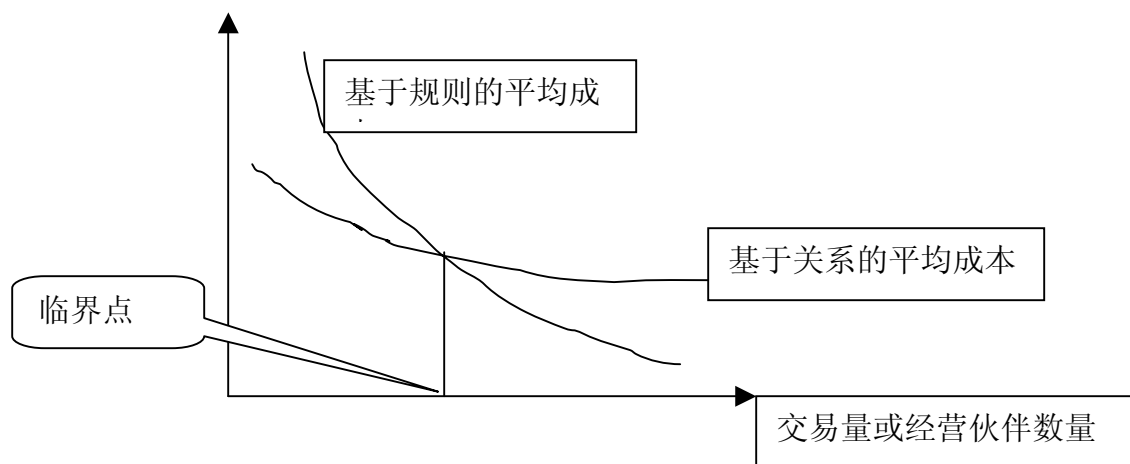 基于规则的平均成
基于关系的平均成本
临界点
交易量或经营伙伴数量